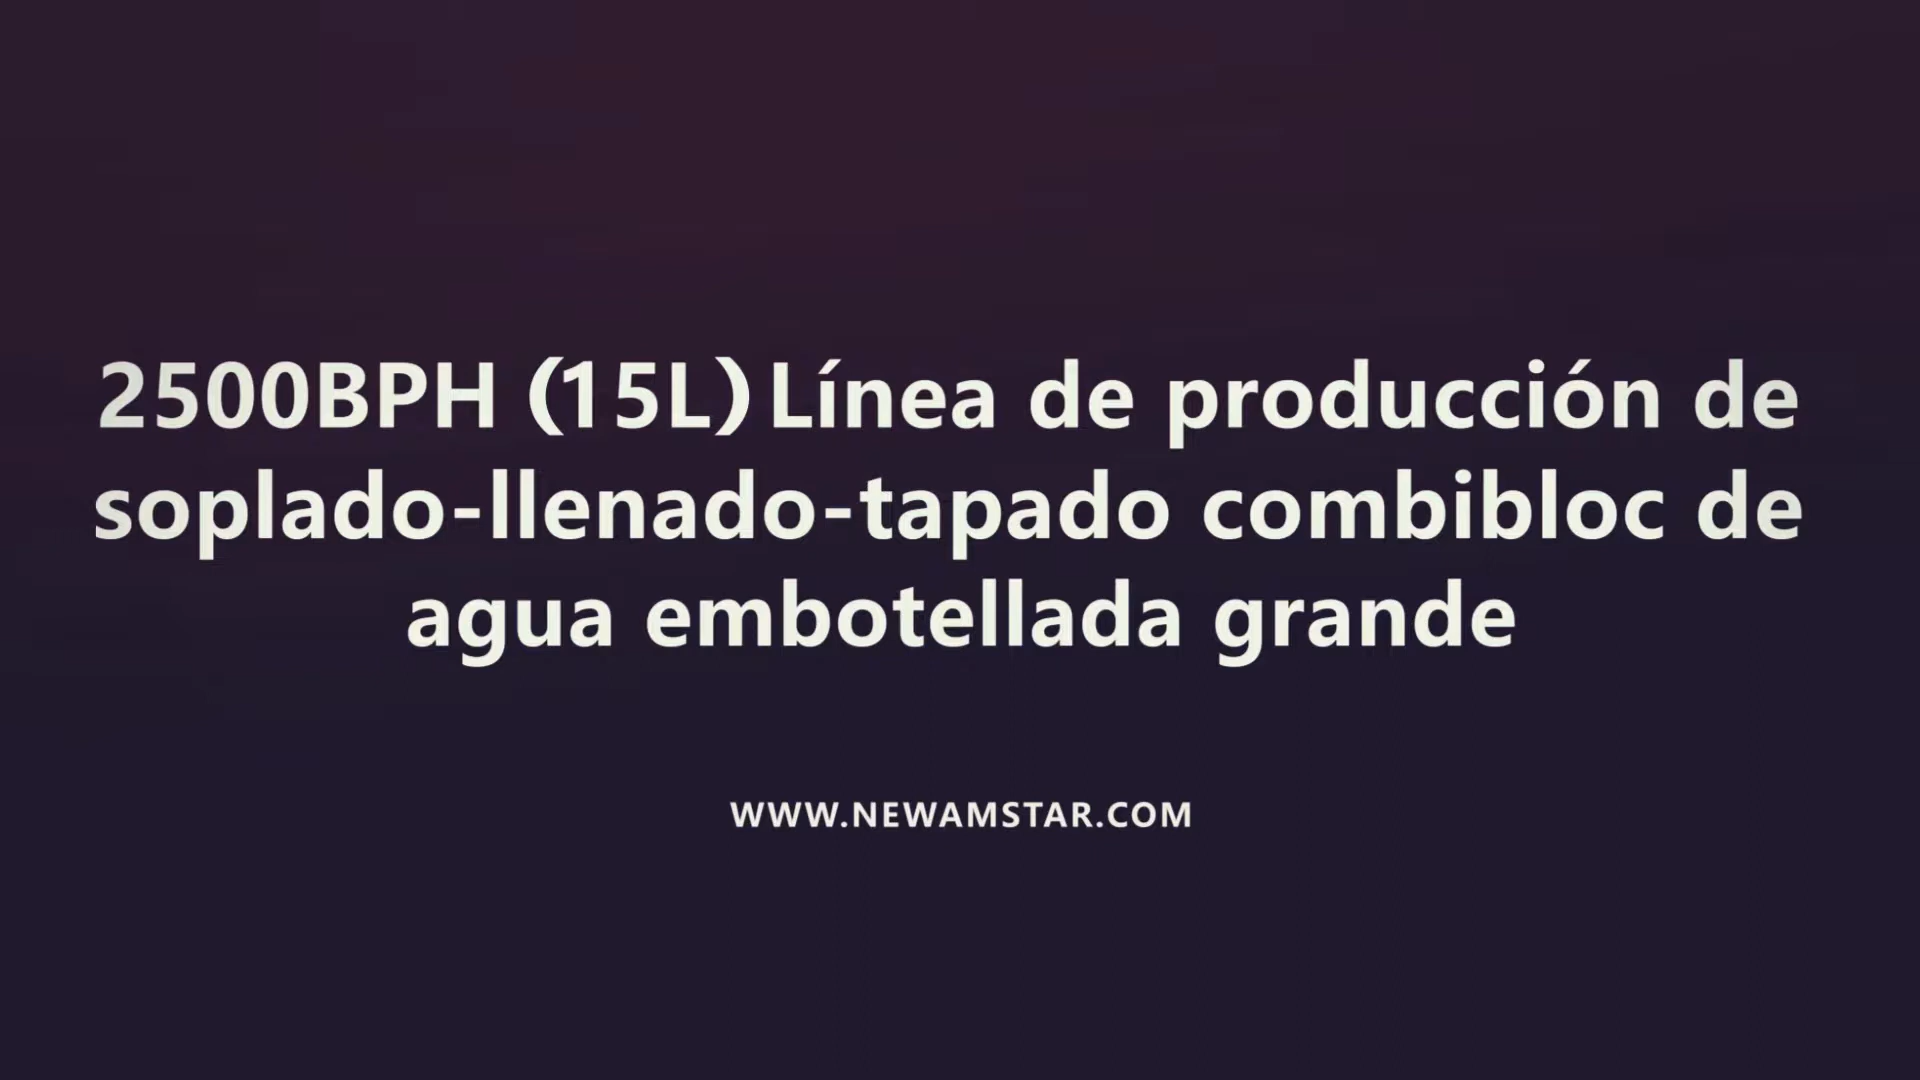 2500BPH (15L) Línea de producción de
soplado-llenado-tapado combibloc de
agua embotellada grande
WWW.NEWAMSTAR.COM